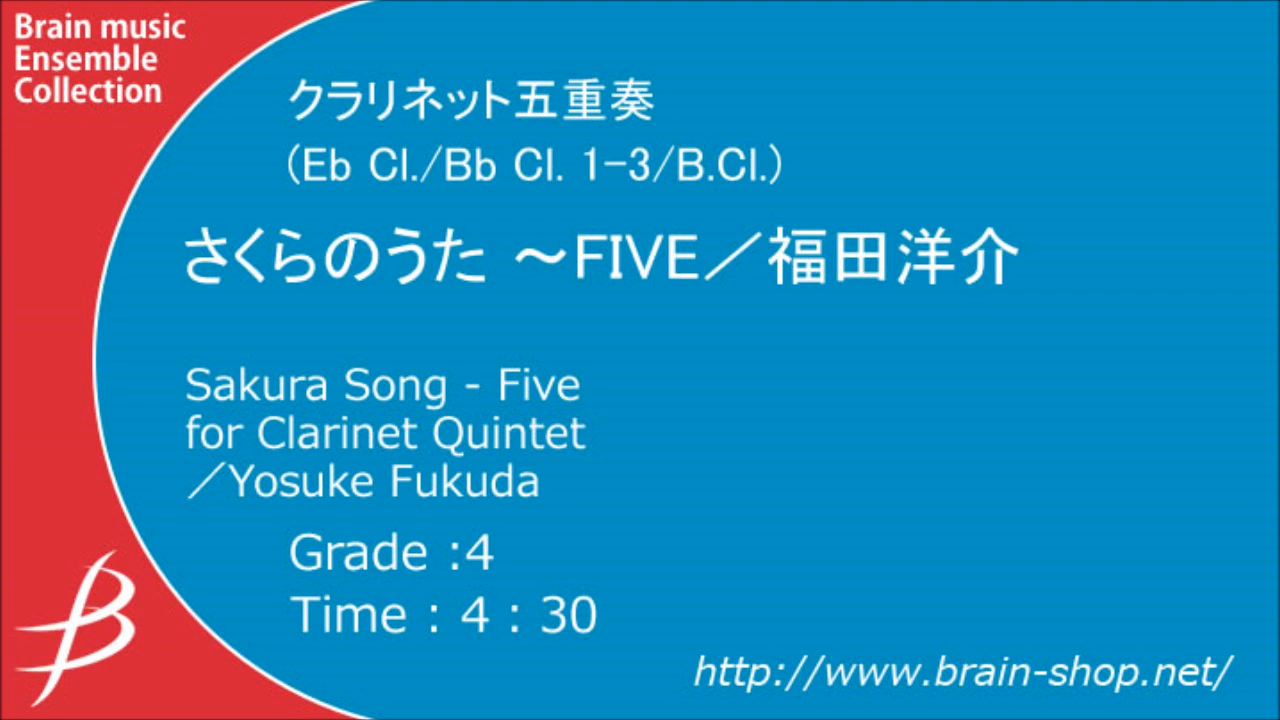 Brain music
Ensemble
Collection
クラリネット五重奏
(Eb Cl./Bb Cl. 1-3/B.Cl.)
さくらのうた ～FIVE／福田洋介
Sakura Song - Five
for Clarinet Quintet
／Yosuke Fukuda
Grade :4
Time : 4 : 30
http://www.brain-shop.net/